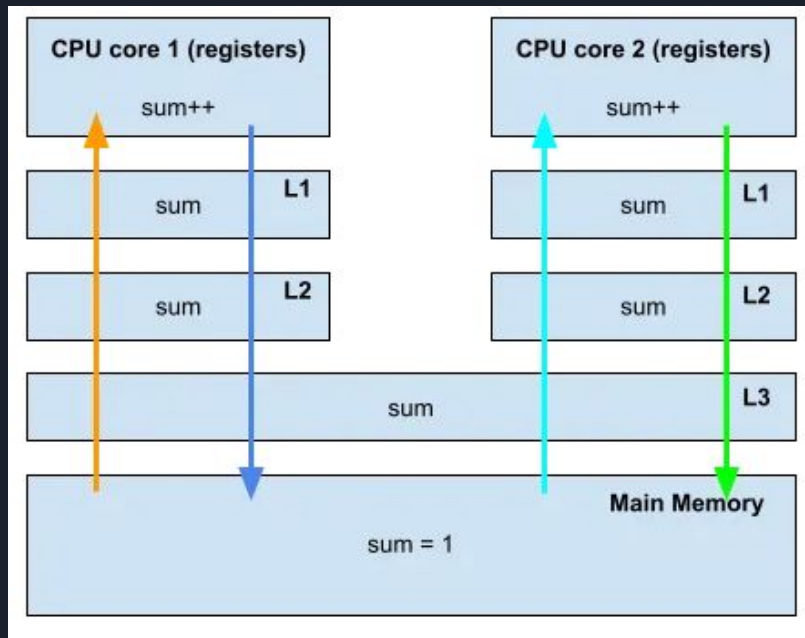 CPU core 1 (registers)
sum++
L1
sum
L2
sum
CPU core 2 (registers)
sum++
L1
sum
L2
sum
L3
sum
Main Memory
sum = 1